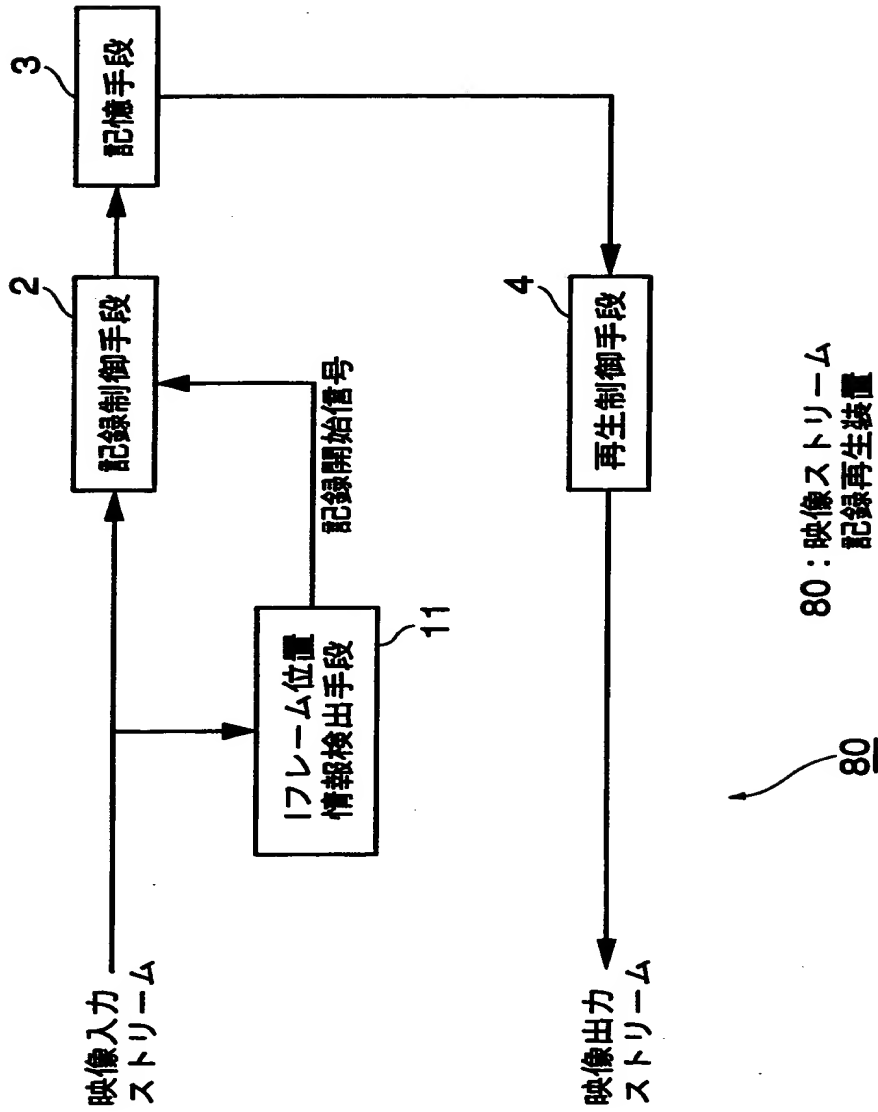 映像入力
ストリーム
2
記録制御手段
3
記憶手段
Iフレーム位置
情報検出手段
11
記録開始信号
4
再生制御手段
映像出力
ストリーム
80
80:映像ストリーム
記録再生装置